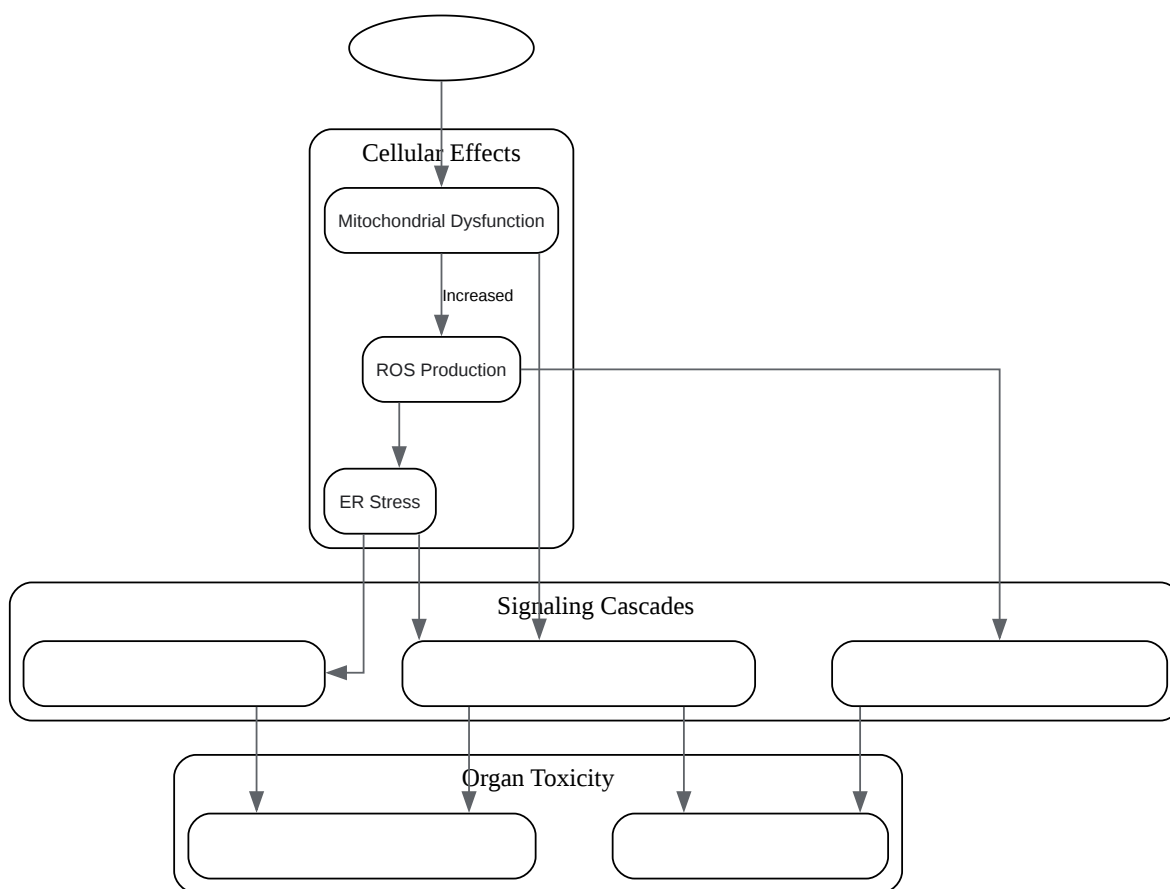 Cellular Effects
Mitochondrial Dysfunction
Increased
ROS Production
ER Stress
Signaling Cascades
Organ Toxicity